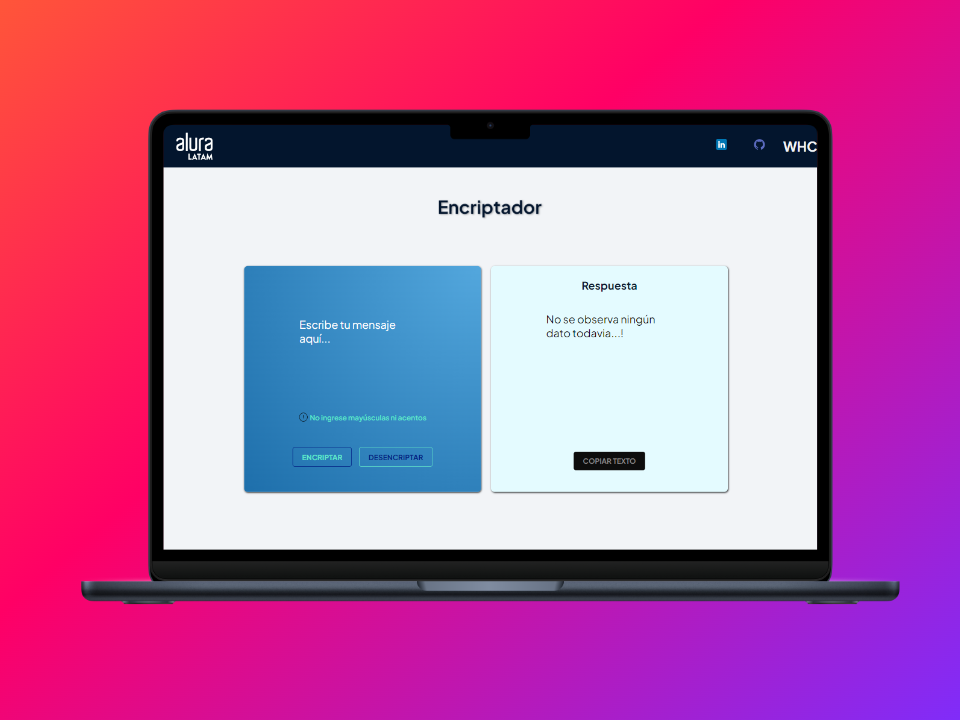 alura
LATAM
in
WHC
Encriptador
Escribe tu mensaje
aquí...
No ingrese mayúsculas ni acentos
ENCRIPTAR
DESENCRIPTAR
Respuesta
No se observa ningún
dato todavia...!
COPIAR TEXTO